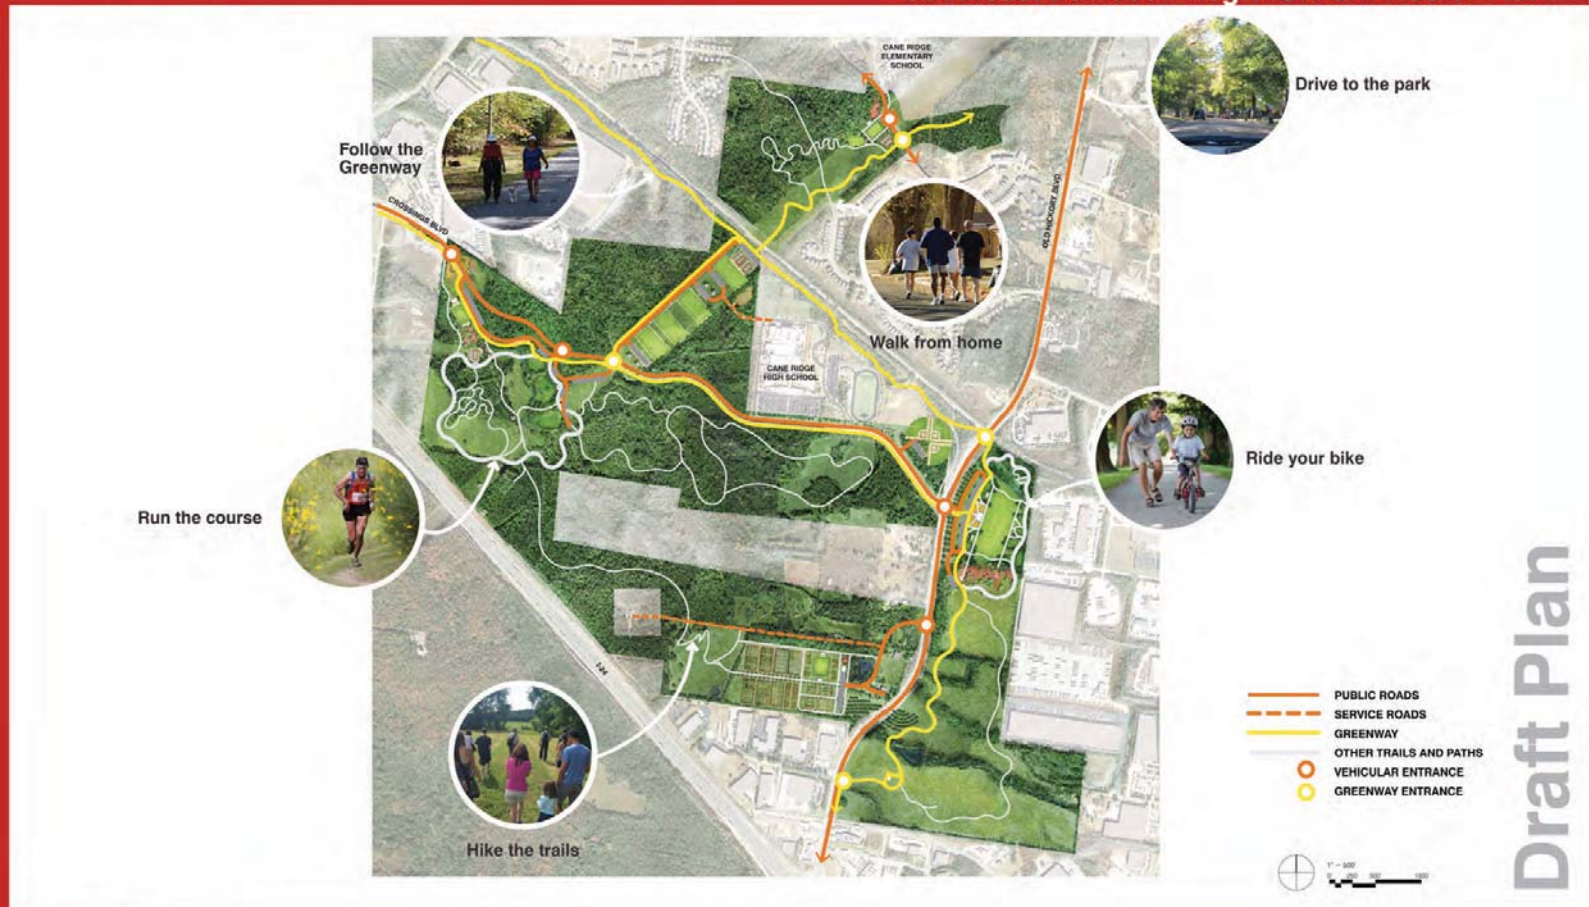 CANE RIDGE
ELEMENTARY
SCHOOL
Drive to the park
Follow the
Greenway
CROSSINGS BLVD
OLD HICKORY BLVD
Walk from home
CANE RIDGE
HIGH SCHOOL
Ride your bike
Run the course
I-24
Hike the trails
PUBLIC ROADS
SERVICE ROADS
GREENWAY
OTHER TRAILS AND PATHS
VEHICULAR ENTRANCE
GREENWAY ENTRANCE
Draft Plan